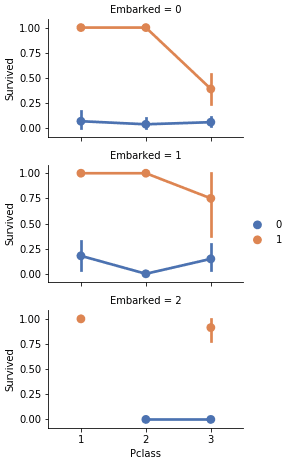 Embarked = 0
1.00
0.75
0.50
0.25
0.00
Survived
Embarked = 1
1.00
0.75
0.50
0.25
0.00
Survived
0
1
Embarked = 2
1.00
0.75
0.50
0.25
0.00
Survived
1 2 3
Pclass